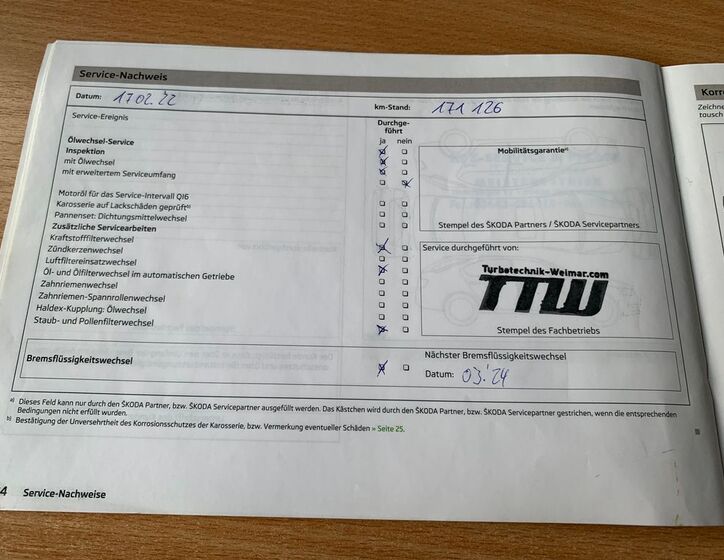 Service-Nachweis
Datum: 17.02.22
km-Stand: 171 126
Service-Ereignis
Durchge-
führt
ja nein
Ölwechsel-Service
Inspektion
mit Ölwechsel
mit erweitertem Serviceumfang
Motoröl für das Service-Intervall QI6
Karosserie auf Lackschäden geprüft b)
Pannenset: Dichtungsmittelwechsel
Zusätzliche Servicearbeiten
Kraftstofffilterwechsel
Zündkerzenwechsel
Luftfiltereinsatzwechsel
Öl- und Ölfilterwechsel im automatischen Getriebe
Zahnriemenwechsel
Zahnriemen-Spannrollenwechsel
Haldex-Kupplung: Ölwechsel
Staub- und Pollenfilterwechsel
Mobilitätsgarantie a)
Stempel des ŠKODA Partners / ŠKODA Servicepartners
Service durchgeführt von:
Turbotechnik-Weimar.com
TTW
Stempel des Fachbetriebs
Bremsflüssigkeitswechsel
Nächster Bremsflüssigkeitswechsel
Datum: 03.'24
a) Dieses Feld kann nur durch den ŠKODA Partner, bzw. ŠKODA Servicepartner ausgefüllt werden. Das Kästchen wird durch den ŠKODA Partner, bzw. ŠKODA Servicepartner gestrichen, wenn die entsprechenden
Bedingungen nicht erfüllt wurden.
b) Bestätigung der Unversehrtheit des Korrosionsschutzes der Karosserie, bzw. Vermerkung eventueller Schäden » Seite 25.
4 Service-Nachweise
Korro
Zeichne
tausch